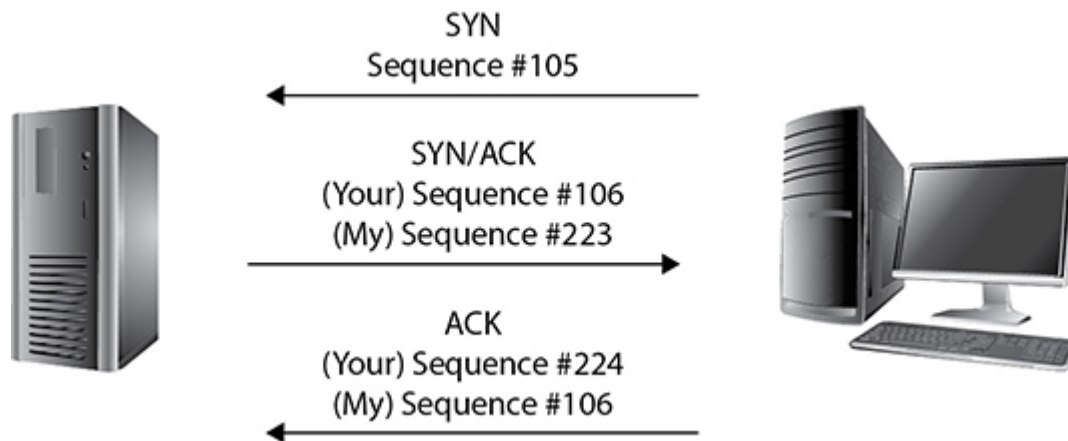 SYN
Sequence #105
SYN/ACK
(Your) Sequence #106
(My) Sequence #223
ACK
(Your) Sequence #224
(My) Sequence #106